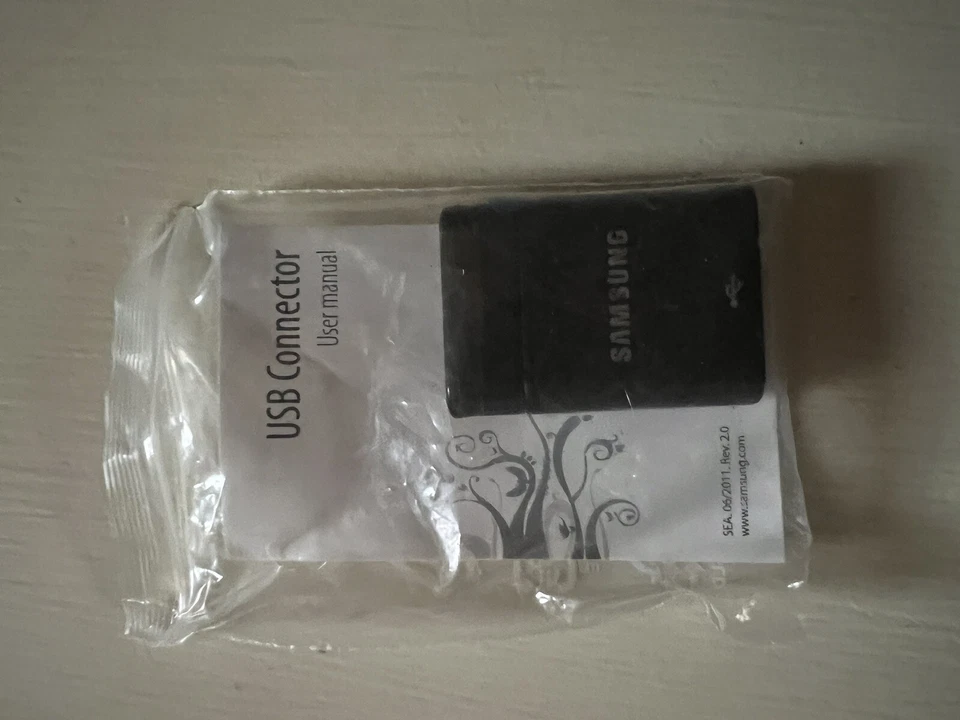 USB Connector
User manual
SAMSUNG
SEA. 06/2011. Rev. 2.0
www.samsung.com